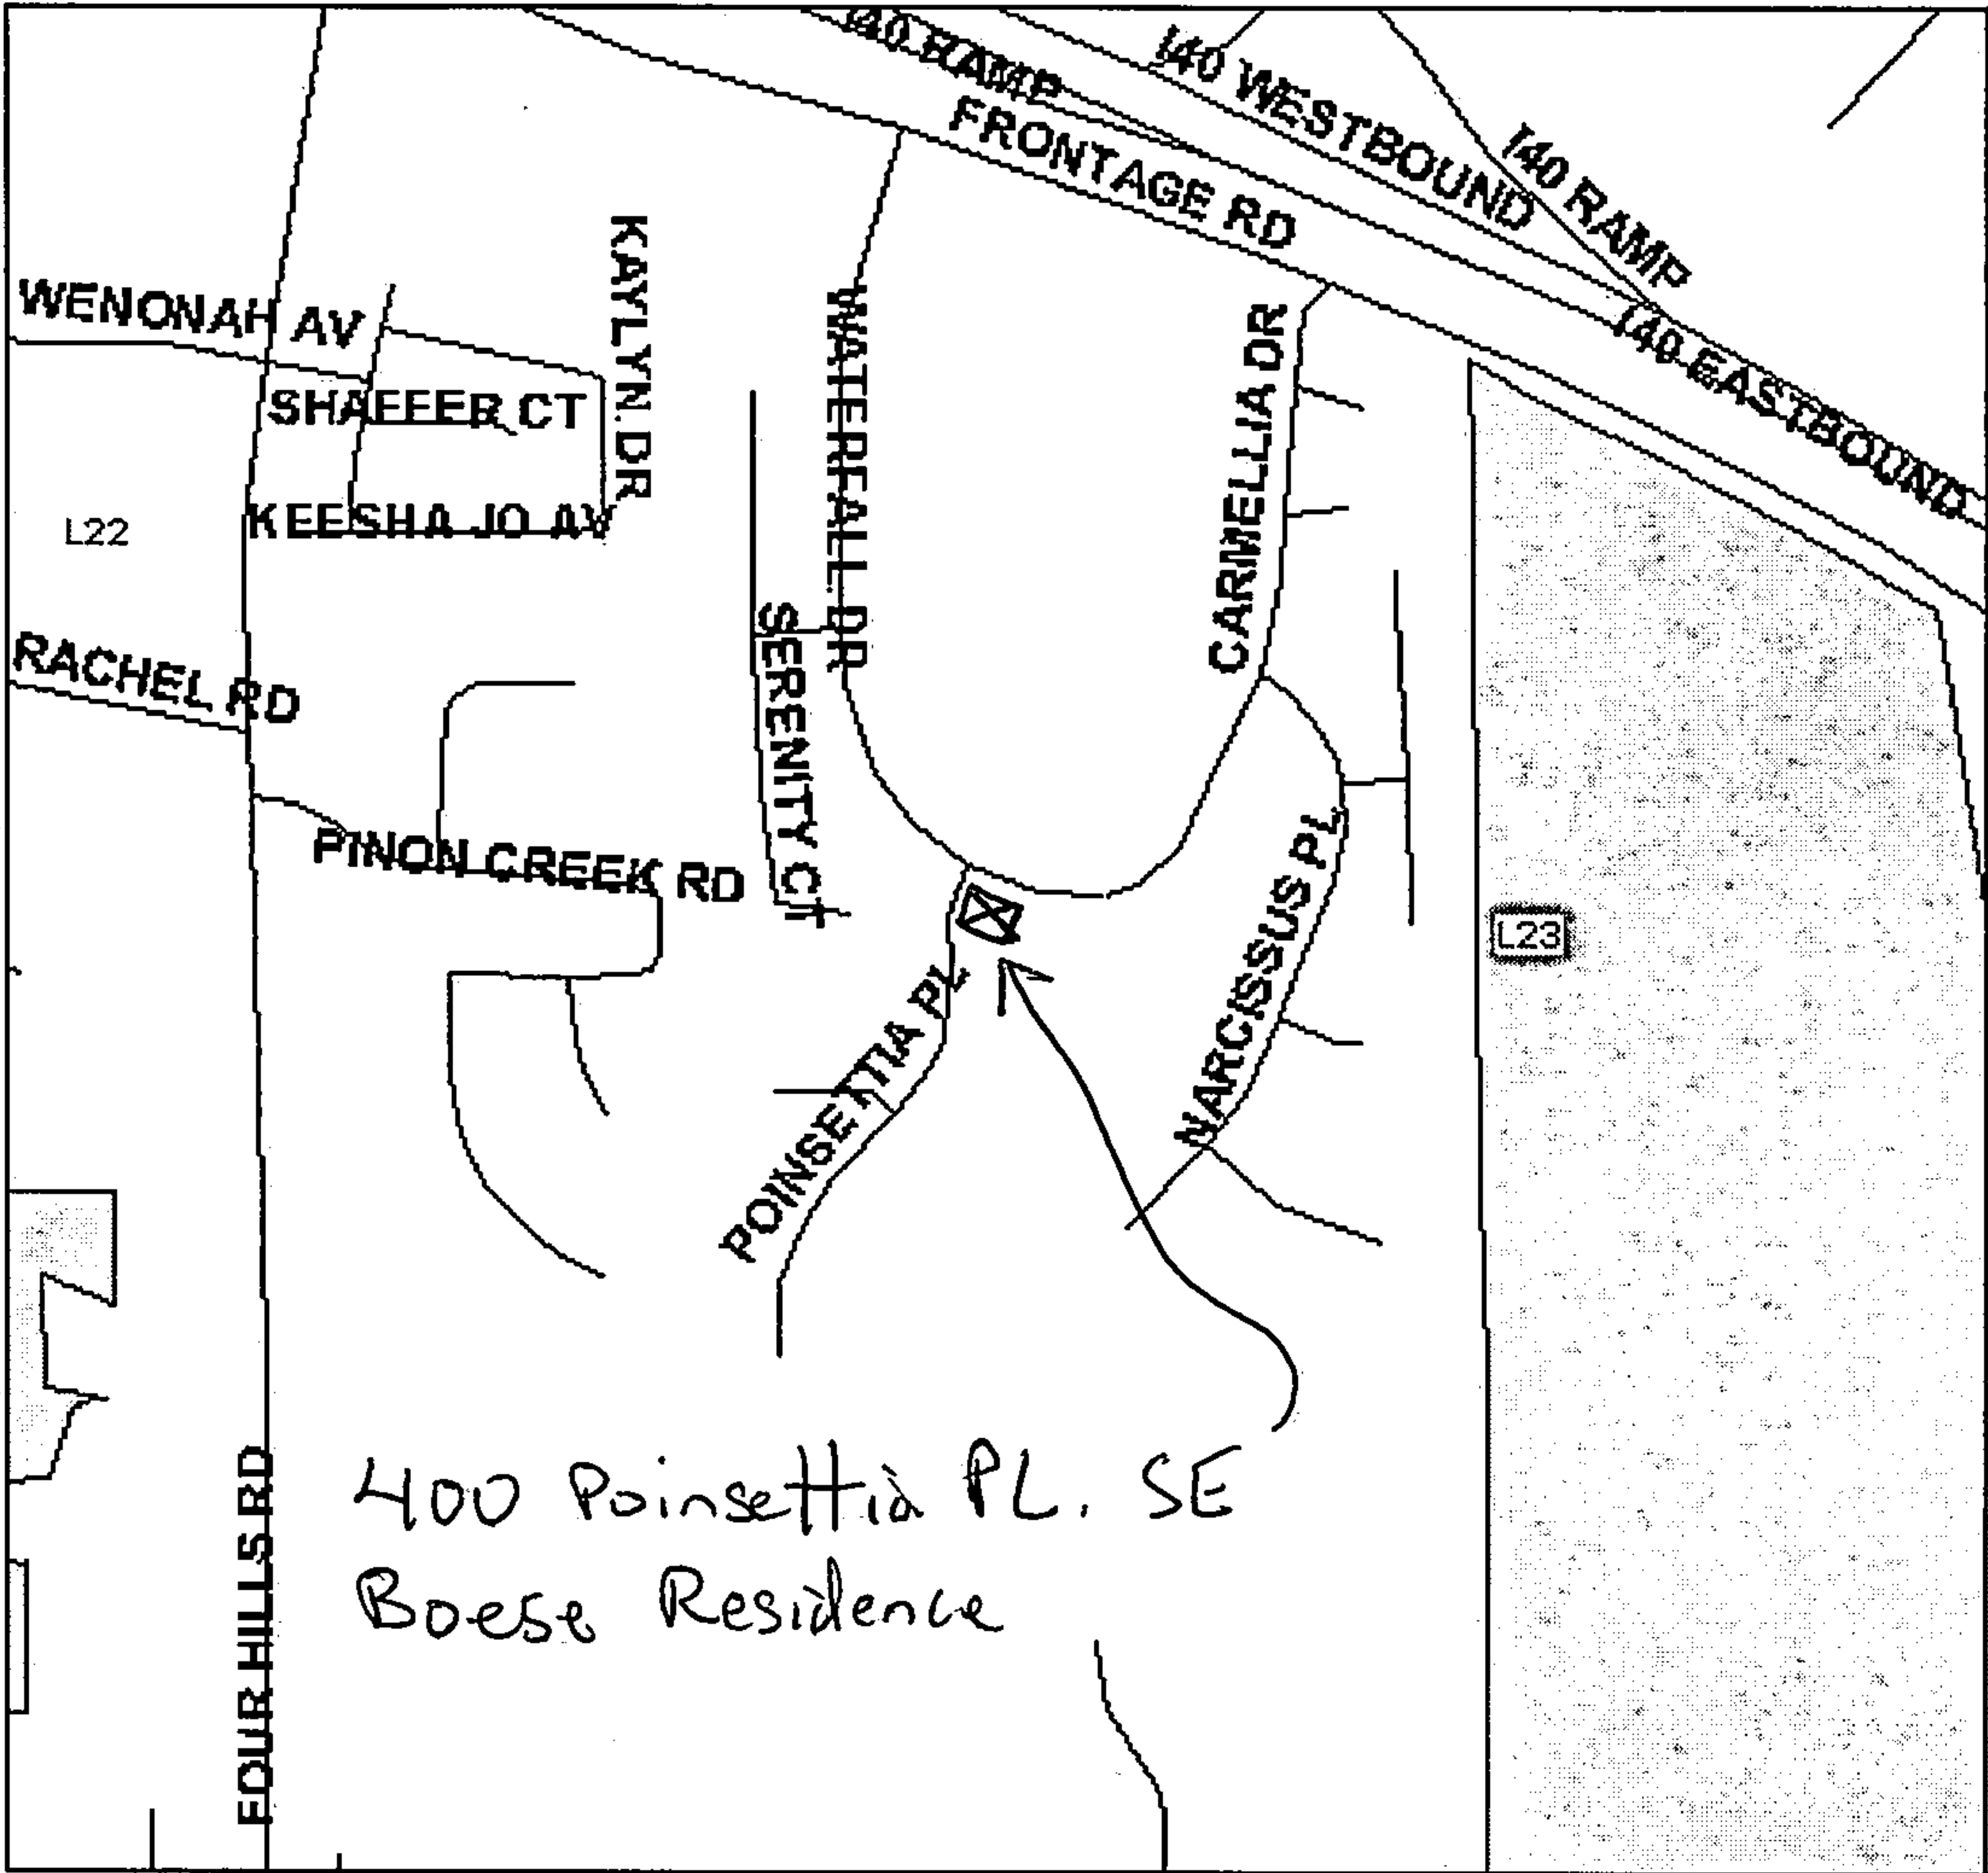 I40 RAMP
I40 WESTBOUND
I40 RAMP
FRONTAGE RD
I40 EASTBOUND
WENONAH AV
KAYLYN DR
WATERFALL DR
CARMELLIA DR
SHAFFER CT
KEESHA JO AV
L22
SERENITY CT
RACHEL RD
PINON CREEK RD
NARCISSUS PL
L23
POINSETTIA PL
FOUR HILLS RD
400 Poinsettia PL. SE
Boese Residence